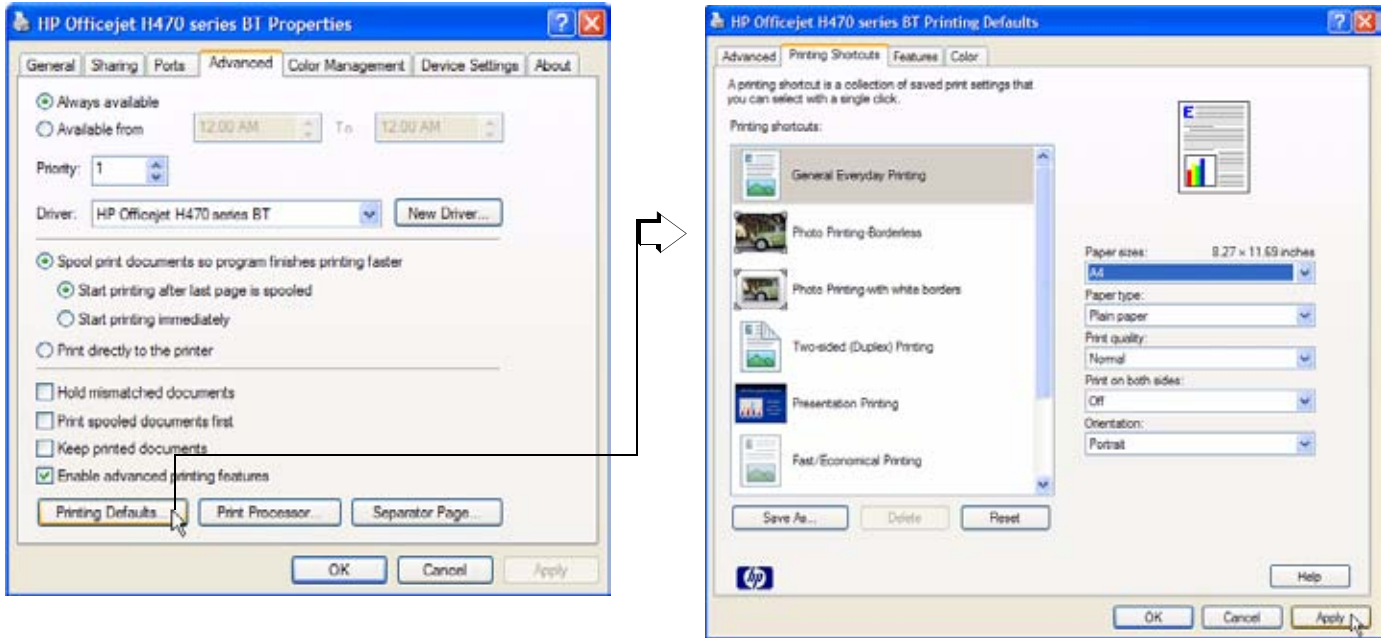 HP Officejet H470 series BT Properties
General Sharing Ports Advanced Color Management Device Settings About
Always available
Available from 12:00 AM To 12:00 AM
Priority: 1
Driver: HP Officejet H470 series BT New Driver...
Spool print documents so program finishes printing faster
Start printing after last page is spooled
Start printing immediately
Print directly to the printer
Hold mismatched documents
Print spooled documents first
Keep printed documents
Enable advanced printing features
Printing Defaults... Print Processor... Separator Page...
OK Cancel Apply
HP Officejet H470 series BT Printing Defaults
Advanced Printing Shortcuts Features Color
A printing shortcut is a collection of saved print settings that
you can select with a single click.
Printing shortcuts:
General Everyday Printing
Photo Printing-Borderless
Photo Printing-with white borders
Two-sided (Duplex) Printing
Presentation Printing
Fast/Economical Printing
E
Paper sizes: 8.27 × 11.69 inches
A4
Paper type:
Plain paper
Print quality:
Normal
Print on both sides:
Off
Orientation:
Portrait
Save As... Delete Reset
hp
Help
OK Cancel Apply